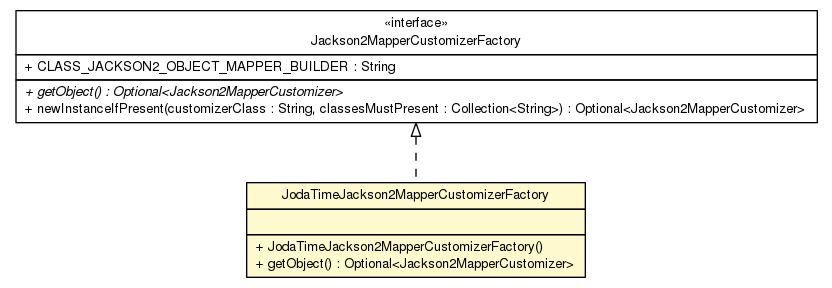 «interface»
Jackson2MapperCustomizerFactory
+ CLASS_JACKSON2_OBJECT_MAPPER_BUILDER : String
+ getObject() : Optional<Jackson2MapperCustomizer>
+ newInstanceIfPresent(customizerClass : String, classesMustPresent : Collection<String>) : Optional<Jackson2MapperCustomizer>
JodaTimeJackson2MapperCustomizerFactory
+ JodaTimeJackson2MapperCustomizerFactory()
+ getObject() : Optional<Jackson2MapperCustomizer>